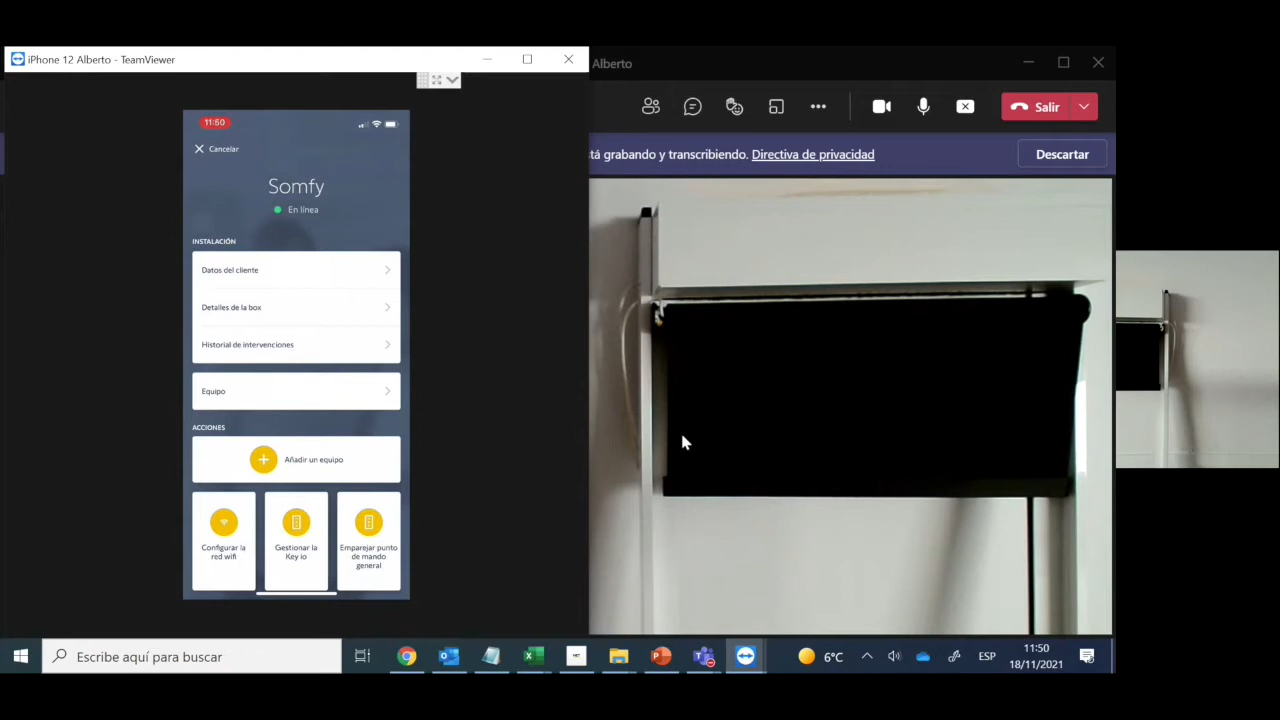 iPhone 12 Alberto - TeamViewer
Alberto
Salir
tá grabando y transcribiendo. Directiva de privacidad
Descartar
11:50
Cancelar
Somfy
En línea
INSTALACIÓN
Datos del cliente
Detalles de la box
Historial de intervenciones
Equipo
ACCIONES
Añadir un equipo
Configurar la
red wifi
Gestionar la
Key io
Emparejar punto
de mando
general
Escribe aquí para buscar
6°C
ESP
11:50
18/11/2021